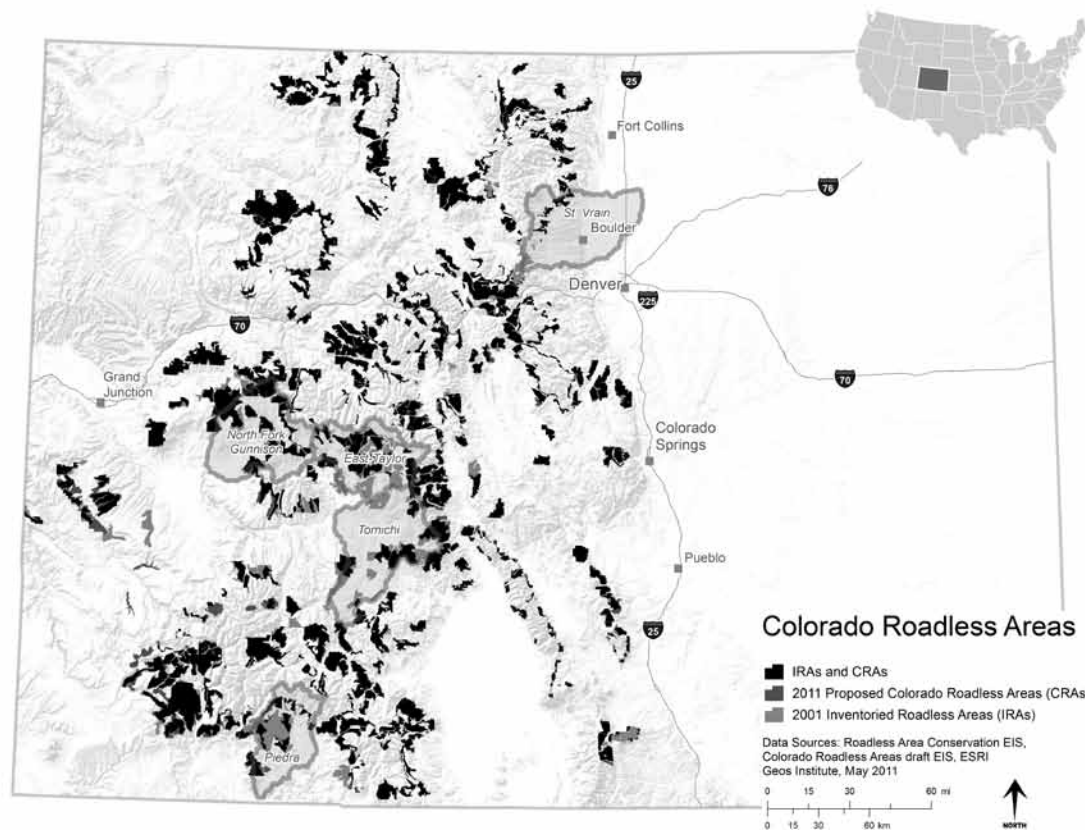 25
Fort Collins
76
St. Vrain
Boulder
Denver
225
70
Grand
Junction
70
Colorado
Springs
North Fork
Gunnison
East-Taylor
Tomichi
Pueblo
25
Piedra
Colorado Roadless Areas
IRAs and CRAs
2011 Proposed Colorado Roadless Areas (CRAs
2001 Inventoried Roadless Areas (IRAs)
Data Sources: Roadless Area Conservation EIS,
Colorado Roadless Areas draft EIS, ESRI
Geos Institute, May 2011
0 15 30 60 mi
0 15 30 60 km
NORTH